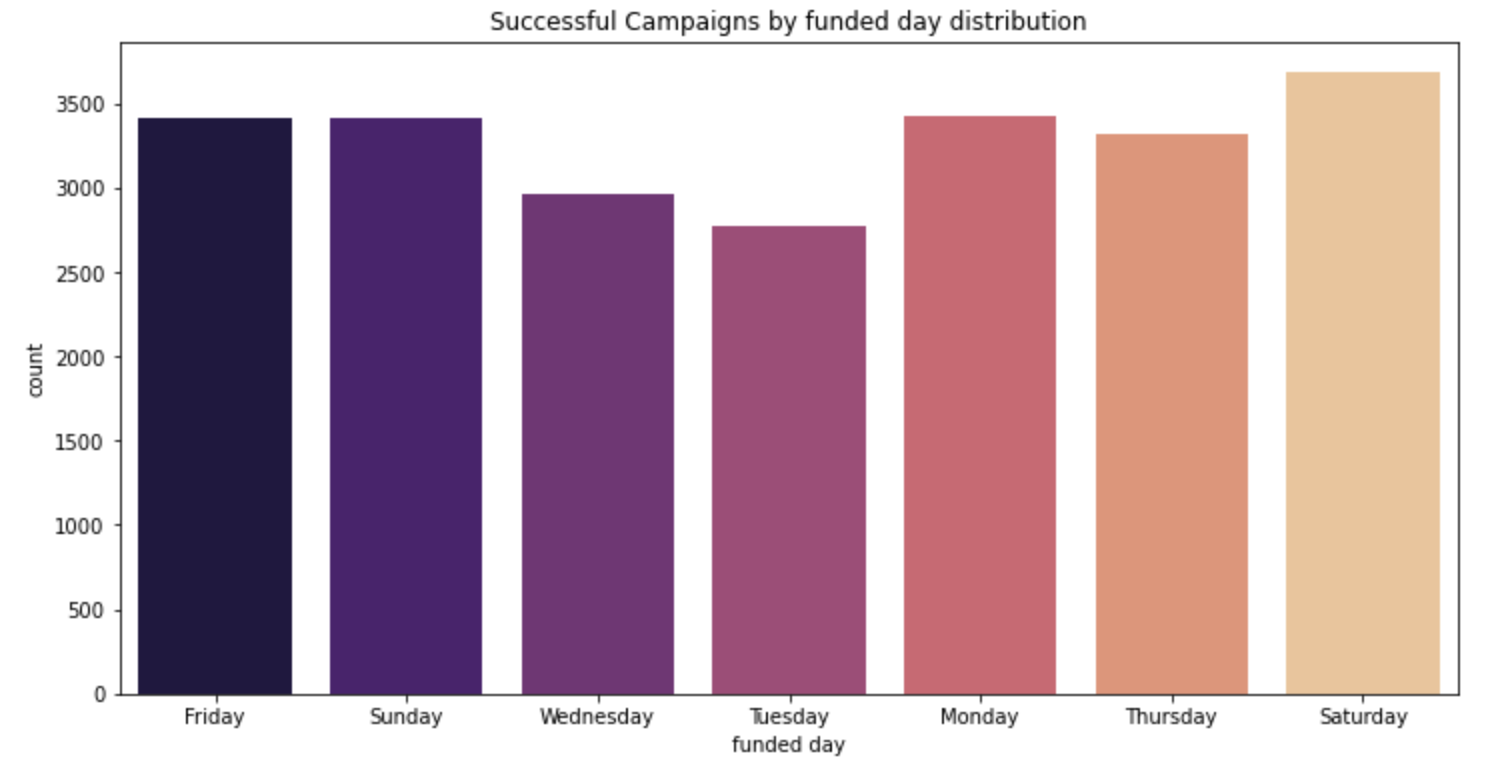 Successful Campaigns by funded day distribution
3500
3000
2500
2000
1500
1000
500
0
count
Friday Sunday Wednesday Tuesday Monday Thursday Saturday
funded day